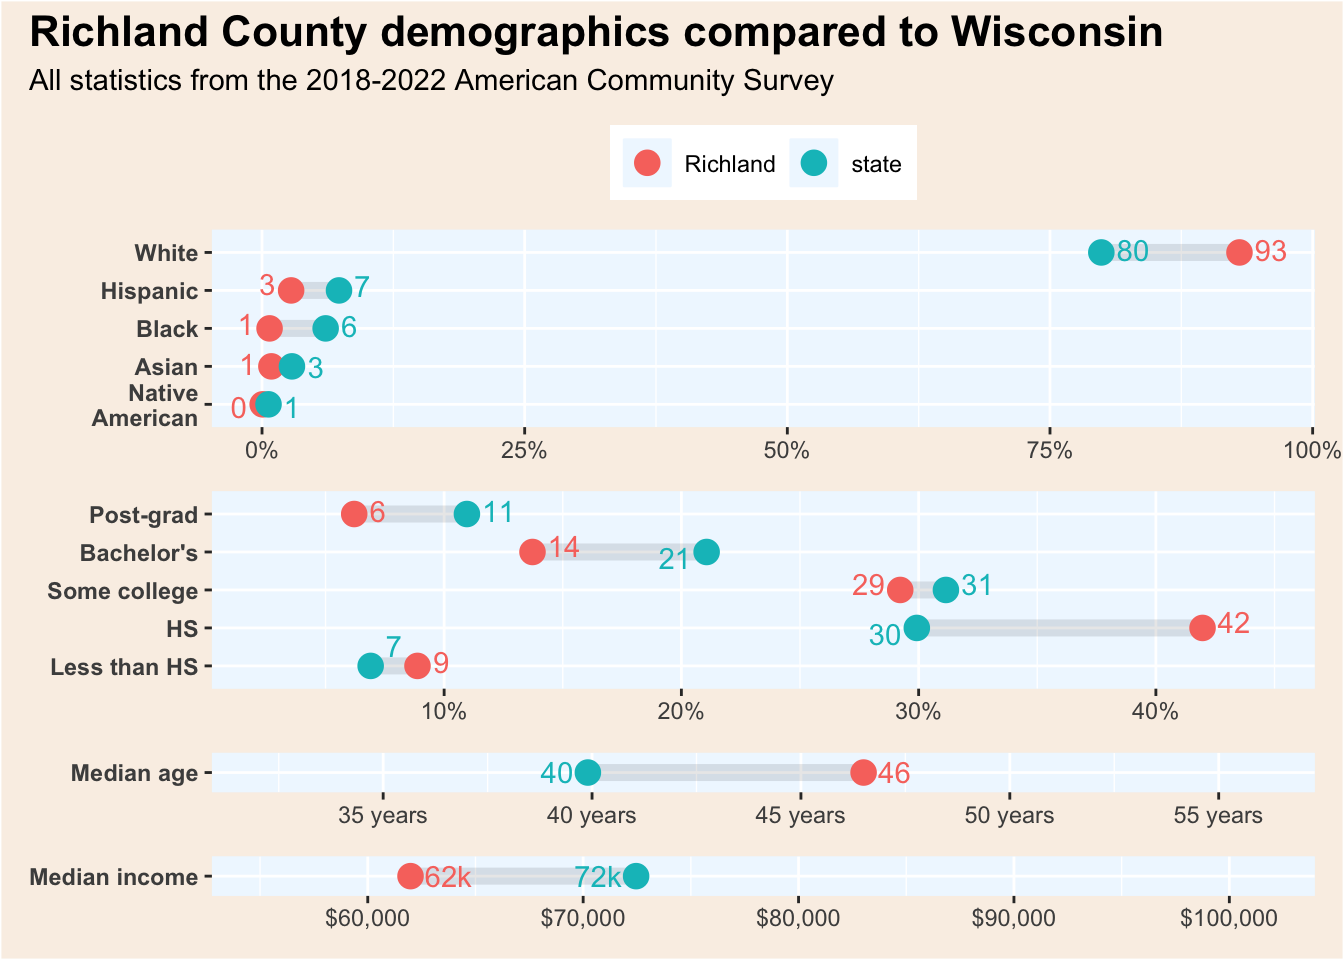 Richland County demographics compared to Wisconsin
All statistics from the 2018-2022 American Community Survey
Richland state
White 80 93
Hispanic 3 7
Black 1 6
Asian 1 3
Native
American 0 1
0% 25% 50% 75% 100%
Post-grad 6 11
Bachelor's 14 21
Some college 29 31
HS 30 42
Less than HS 7 9
10% 20% 30% 40%
Median age 40 46
35 years 40 years 45 years 50 years 55 years
Median income 62k 72k
$60,000 $70,000 $80,000 $90,000 $100,000